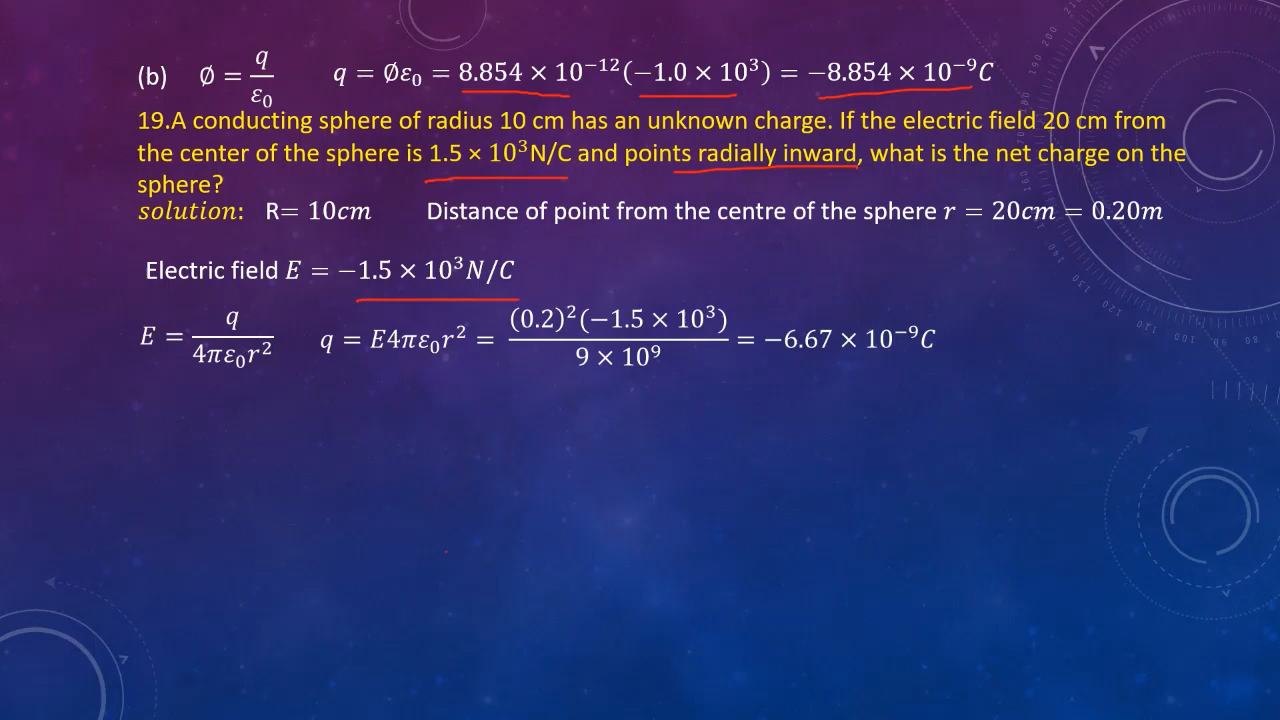 (b) ∅ = q/ε₀ q = ∅ε₀ = 8.854 × 10⁻¹²(−1.0 × 10³) = −8.854 × 10⁻⁹C
19.A conducting sphere of radius 10 cm has an unknown charge. If the electric field 20 cm from
the center of the sphere is 1.5 × 10³N/C and points radially inward, what is the net charge on the
sphere?
solution: R= 10cm Distance of point from the centre of the sphere r = 20cm = 0.20m
Electric field E = −1.5 × 10³N/C
E = q/4πε₀r² q = E4πε₀r² = (0.2)²(−1.5 × 10³)/9 × 10⁹ = −6.67 × 10⁻⁹C